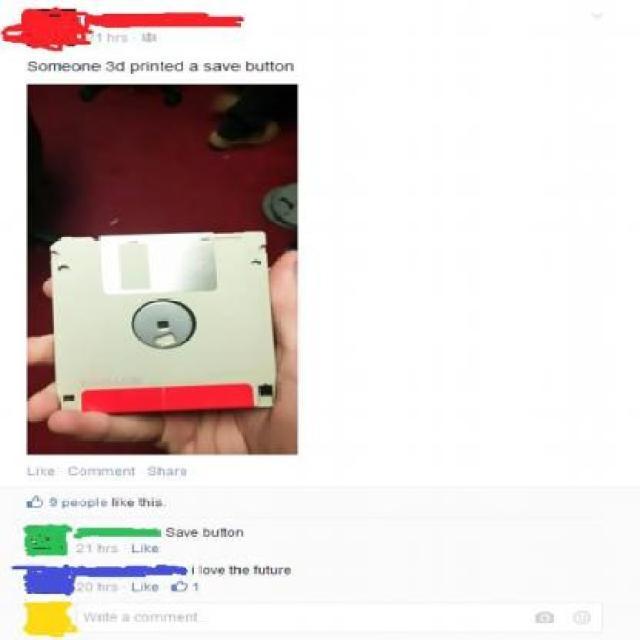 1 hrs
Someone 3d printed a save button
Like Comment Share
9 people like this.
Save button
21 hrs Like
i love the future
20 hrs Like 1
Write a comment...